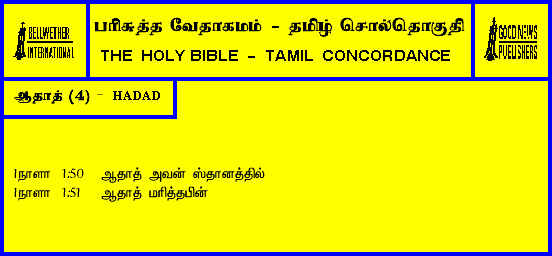 BELLWETHER
INTERNATIONAL
பரிசுத்த வேதாகமம் - தமிழ் சொல்தொகுதி
THE HOLY BIBLE - TAMIL CONCORDANCE
GOOD NEWS
PUBLISHERS
ஆதாத் (4) - HADAD
1நாளா 1:50 ஆதாத் அவன் ஸ்தானத்தில்
1நாளா 1:51 ஆதாத் மரித்தபின்